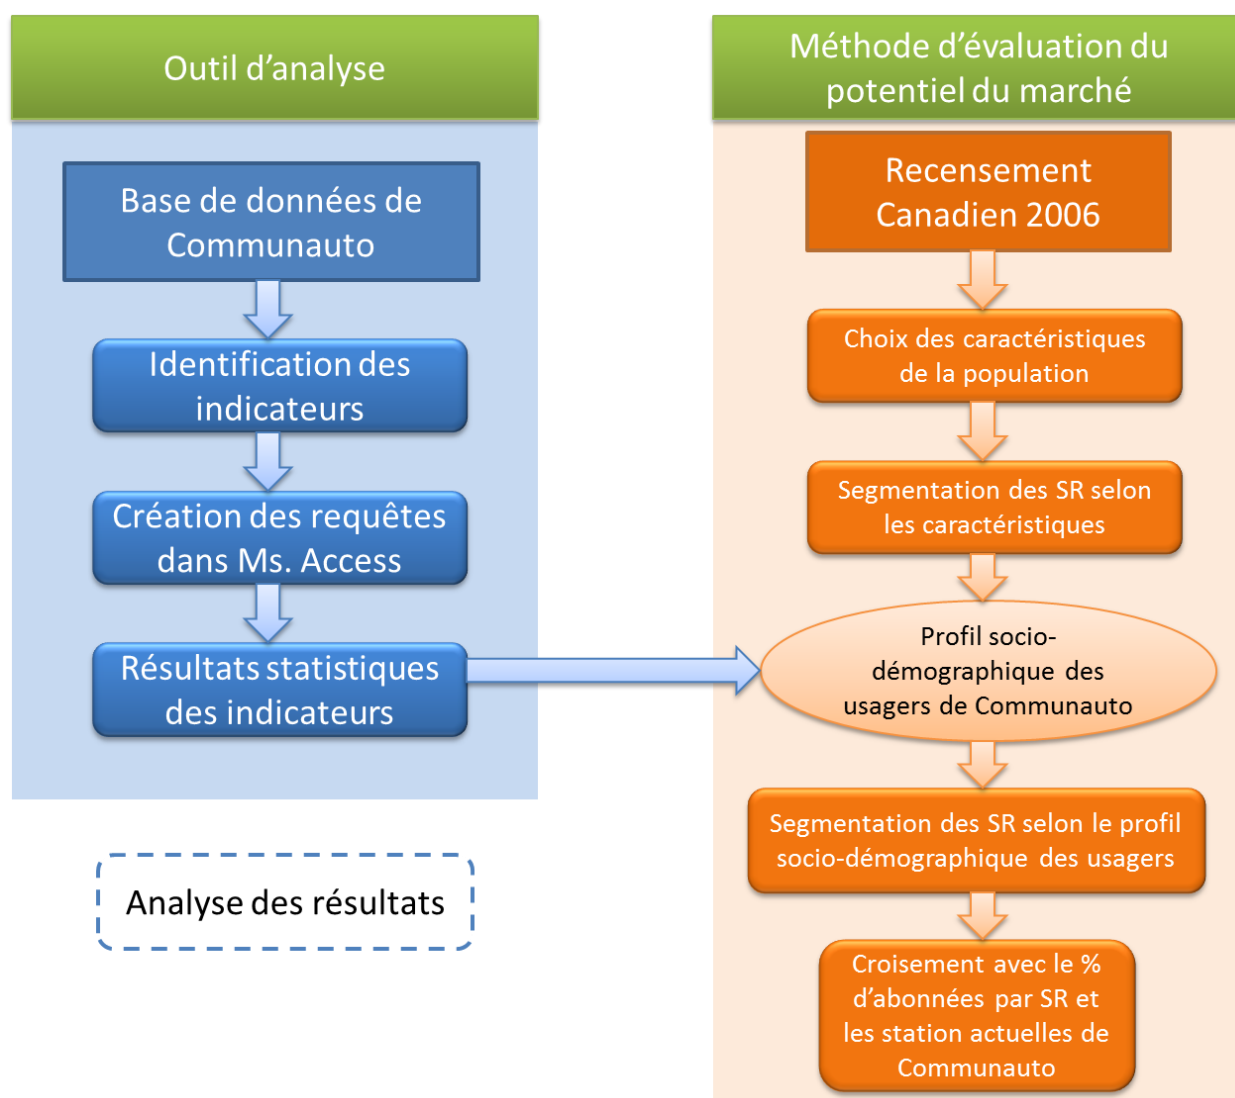 Outil d'analyse
Base de données de
Communauto
Identification des
indicateurs
Création des requêtes
dans Ms. Access
Résultats statistiques
des indicateurs
Analyse des résultats
Méthode d'évaluation du
potentiel du marché
Recensement
Canadien 2006
Choix des caractéristiques
de la population
Segmentation des SR selon
les caractéristiques
Profil socio-
démographique des
usagers de Communauto
Segmentation des SR selon le profil
socio-démographique des usagers
Croisement avec le %
d'abonnées par SR et
les station actuelles de
Communauto